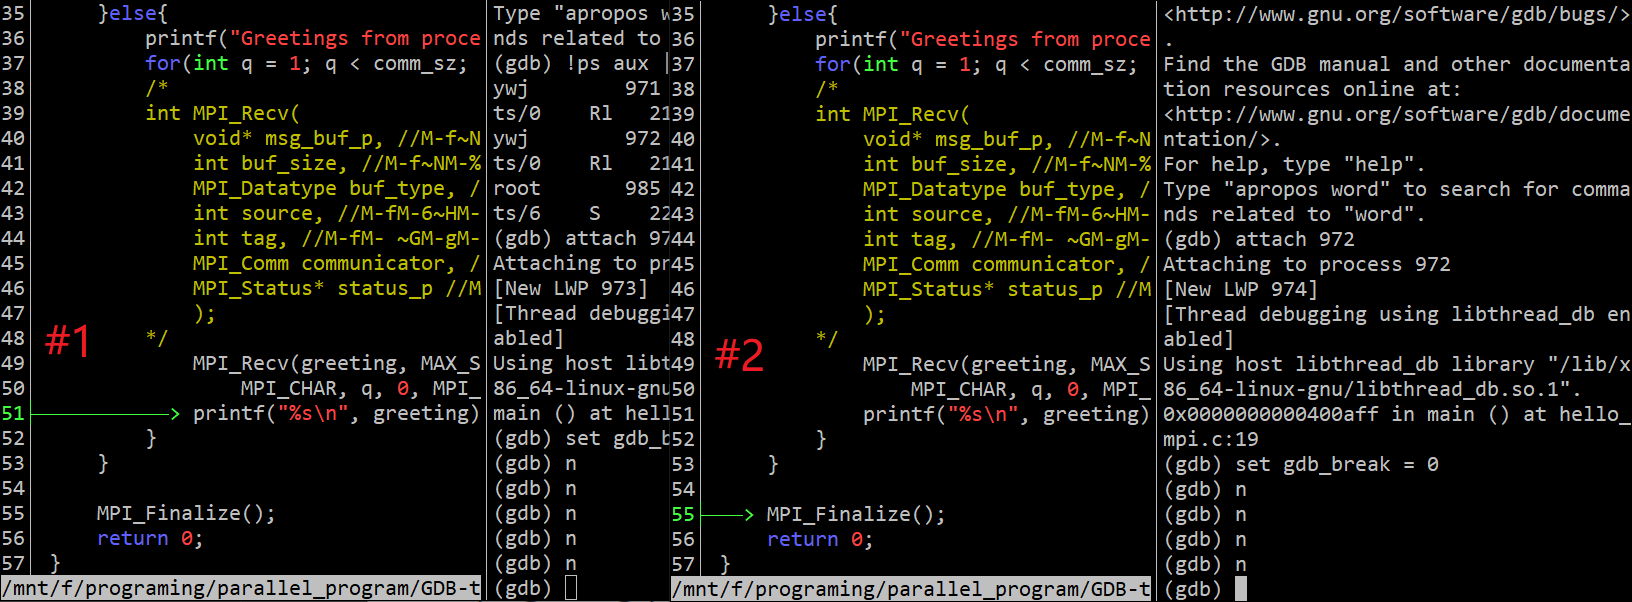 35 }else{
36 printf("Greetings from proce
37 for(int q = 1; q < comm_sz;
38 /*
39 int MPI_Recv(
40 void* msg_buf_p, //M-f~N
41 int buf_size, //M-f~NM-%
42 MPI_Datatype buf_type, /
43 int source, //M-fM-6~HM-
44 int tag, //M-fM- ~GM-gM-
45 MPI_Comm communicator, /
46 MPI_Status* status_p //M
47 );
48 */
49 MPI_Recv(greeting, MAX_S
50 MPI_CHAR, q, 0, MPI_
51 > printf("%s\n", greeting)
52 }
53 }
54
55 MPI_Finalize();
56 return 0;
57 }
/mnt/f/programing/parallel_program/GDB-t
#1
Type "apropos w
nds related to
(gdb) !ps aux |
ywj 971
ts/0 Rl 21
ywj 972
ts/0 Rl 21
root 985
ts/6 S 22
(gdb) attach 97
Attaching to pr
[New LWP 973]
[Thread debuggi
abled]
Using host libt
86_64-linux-gnu
main () at hell
(gdb) set gdb_b
(gdb) n
(gdb) n
(gdb) n
(gdb) n
(gdb) n
(gdb)
35 }else{
36 printf("Greetings from proce
37 for(int q = 1; q < comm_sz;
38 /*
39 int MPI_Recv(
40 void* msg_buf_p, //M-f~N
41 int buf_size, //M-f~NM-%
42 MPI_Datatype buf_type, /
43 int source, //M-fM-6~HM-
44 int tag, //M-fM- ~GM-gM-
45 MPI_Comm communicator, /
46 MPI_Status* status_p //M
47 );
48 */
49 MPI_Recv(greeting, MAX_S
50 MPI_CHAR, q, 0, MPI_
51 printf("%s\n", greeting)
52 }
53 }
54
55 > MPI_Finalize();
56 return 0;
57 }
/mnt/f/programing/parallel_program/GDB-t
#2
<http://www.gnu.org/software/gdb/bugs/>
.
Find the GDB manual and other documenta
tion resources online at:
<http://www.gnu.org/software/gdb/docume
ntation/>.
For help, type "help".
Type "apropos word" to search for comma
nds related to "word".
(gdb) attach 972
Attaching to process 972
[New LWP 974]
[Thread debugging using libthread_db en
abled]
Using host libthread_db library "/lib/x
86_64-linux-gnu/libthread_db.so.1".
0x0000000000400aff in main () at hello_
mpi.c:19
(gdb) set gdb_break = 0
(gdb) n
(gdb) n
(gdb) n
(gdb) n
(gdb)